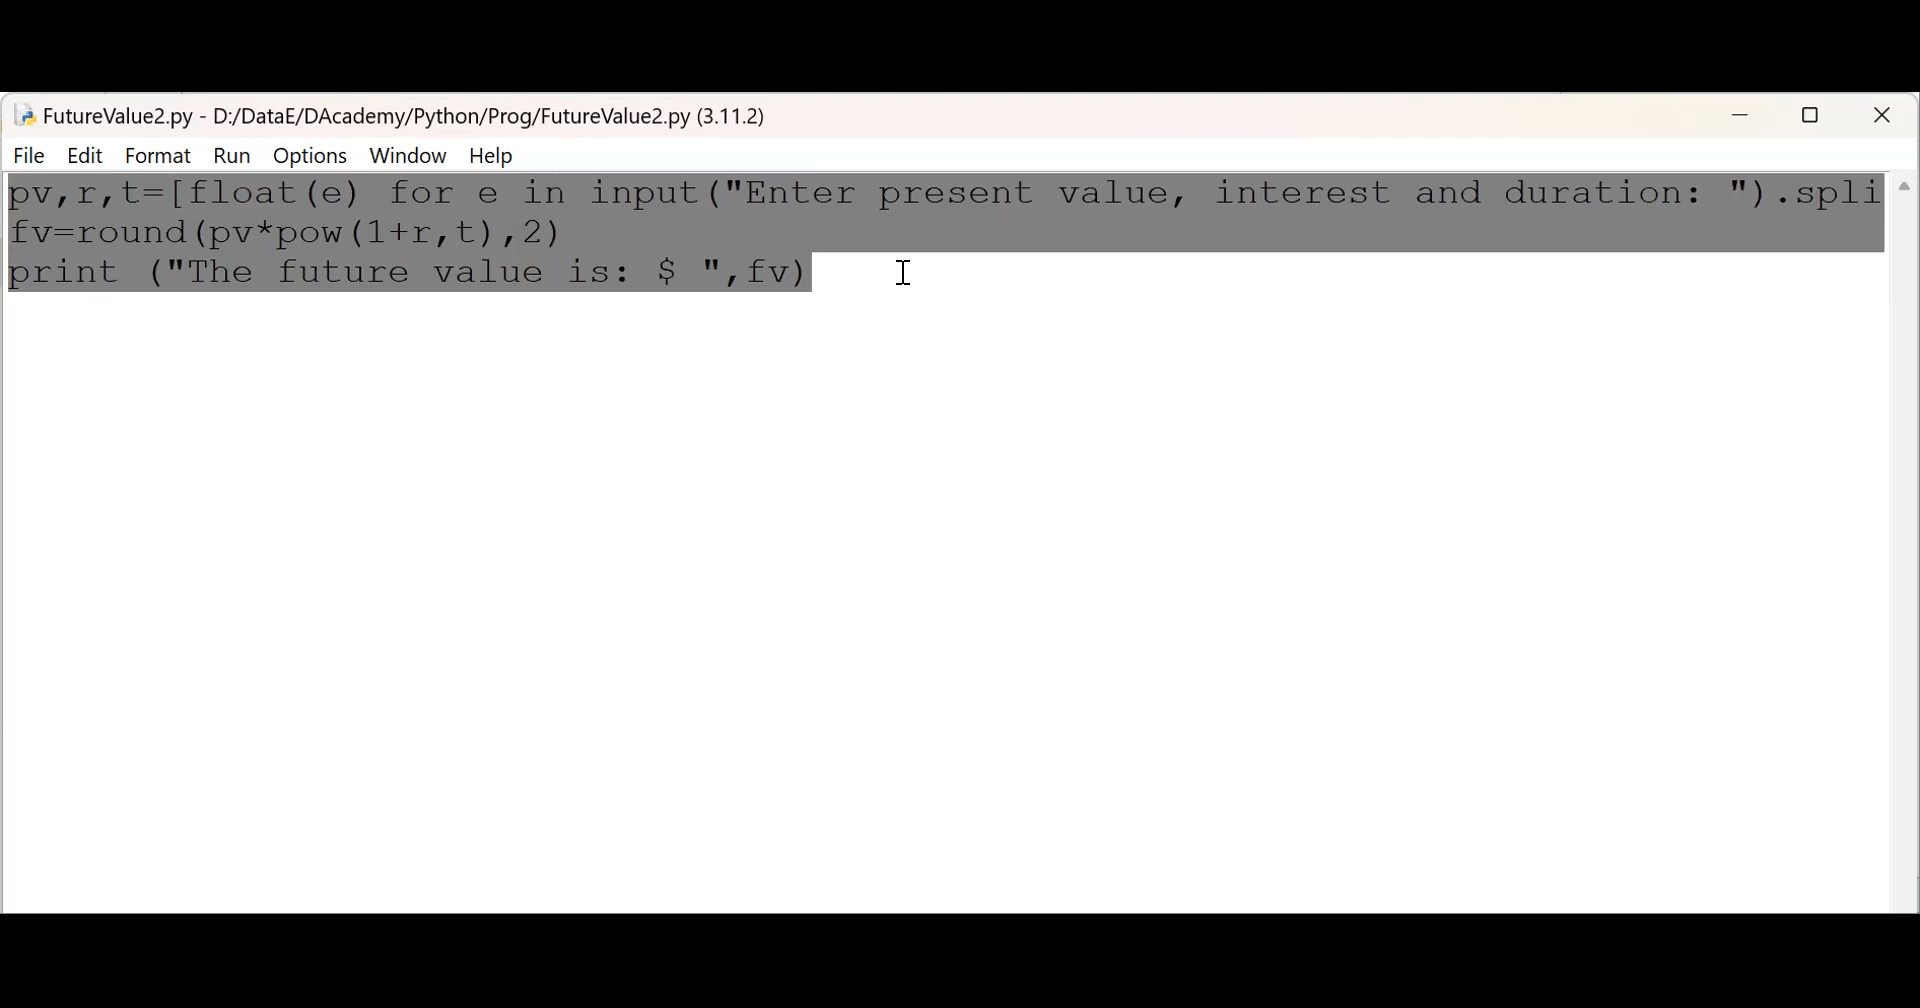 FutureValue2.py - D:/DataE/DAcademy/Python/Prog/FutureValue2.py (3.11.2)
File Edit Format Run Options Window Help
pv,r,t=[float(e) for e in input("Enter present value, interest and duration: ").spli
fv=round(pv*pow(1+r,t),2)
print ("The future value is: $ ",fv)